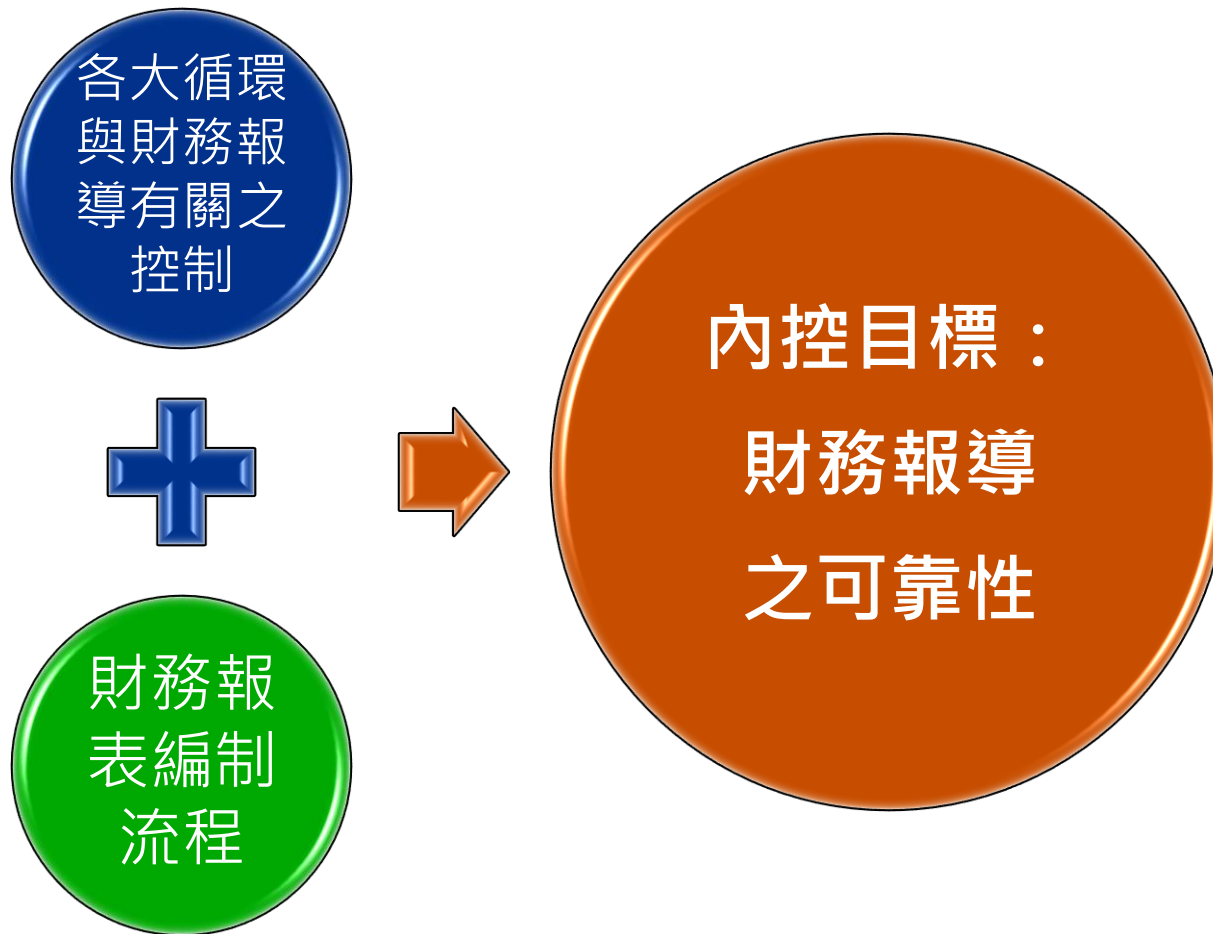 各大循環
與財務報
導有關之
控制
財務報
表編制
流程
內控目標：
財務報導
之可靠性